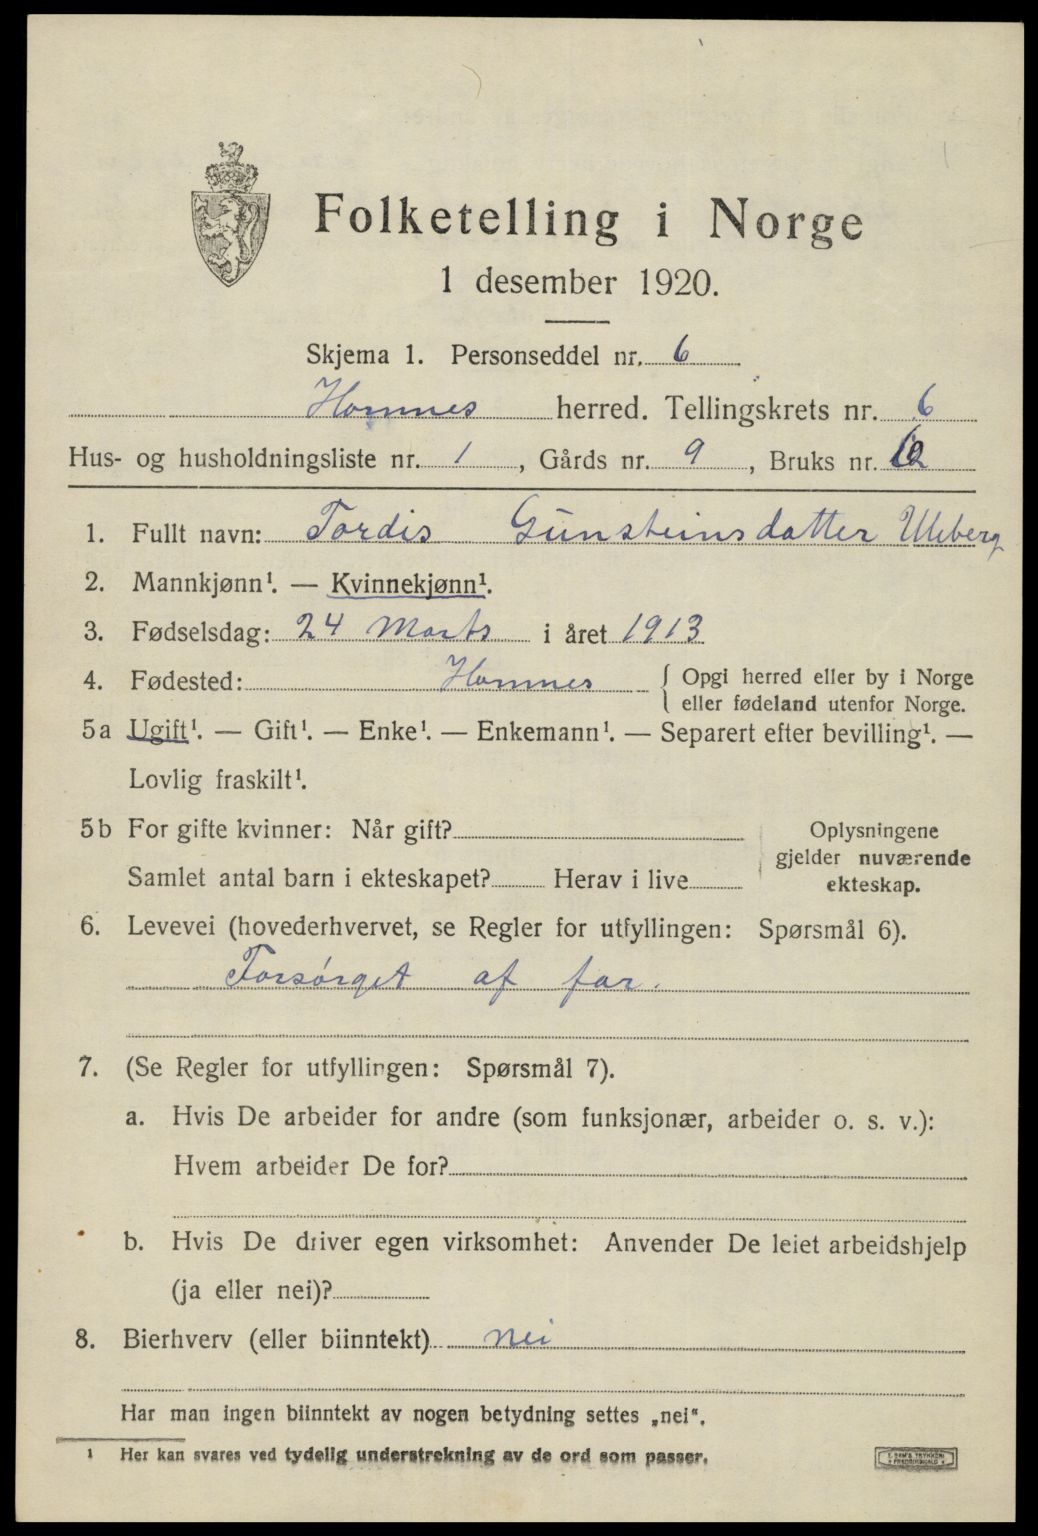 Folketelling i Norge
1 desember 1920.
Skjema 1. Personseddel nr. 6
Homnes herred. Tellingskrets nr. 6
Hus- og husholdningsliste nr. 1, Gårds nr. 9, Bruks nr.
1. Fullt navn: Tordis Gunsteinsdatter Uleberg
2. Mannkjønn¹. — Kvinnekjønn¹.
3. Fødselsdag: 24 Marts i året 1913
4. Fødested: Homnes { Opgi herred eller by i Norge
eller fødeland utenfor Norge.
5a Ugift¹. — Gift¹. — Enke¹. — Enkemann¹. — Separert efter bevilling¹. —
Lovlig fraskilt¹.
5b For gifte kvinner: Når gift?
Samlet antal barn i ekteskapet? Herav i live
Oplysningene
gjelder nuværende
ekteskap.
6. Levevei (hovederhvervet, se Regler for utfyllingen: Spørsmål 6).
Forsørget af far.
7. (Se Regler for utfyllingen: Spørsmål 7).
a. Hvis De arbeider for andre (som funksjonær, arbeider o. s. v.):
Hvem arbeider De for?
b. Hvis De driver egen virksomhet: Anvender De leiet arbeidshjelp
(ja eller nei)?
8. Bierhverv (eller biinntekt) nei
Har man ingen biinntekt av nogen betydning settes „nei“.
¹ Her kan svares ved tydelig understrekning av de ord som passer.